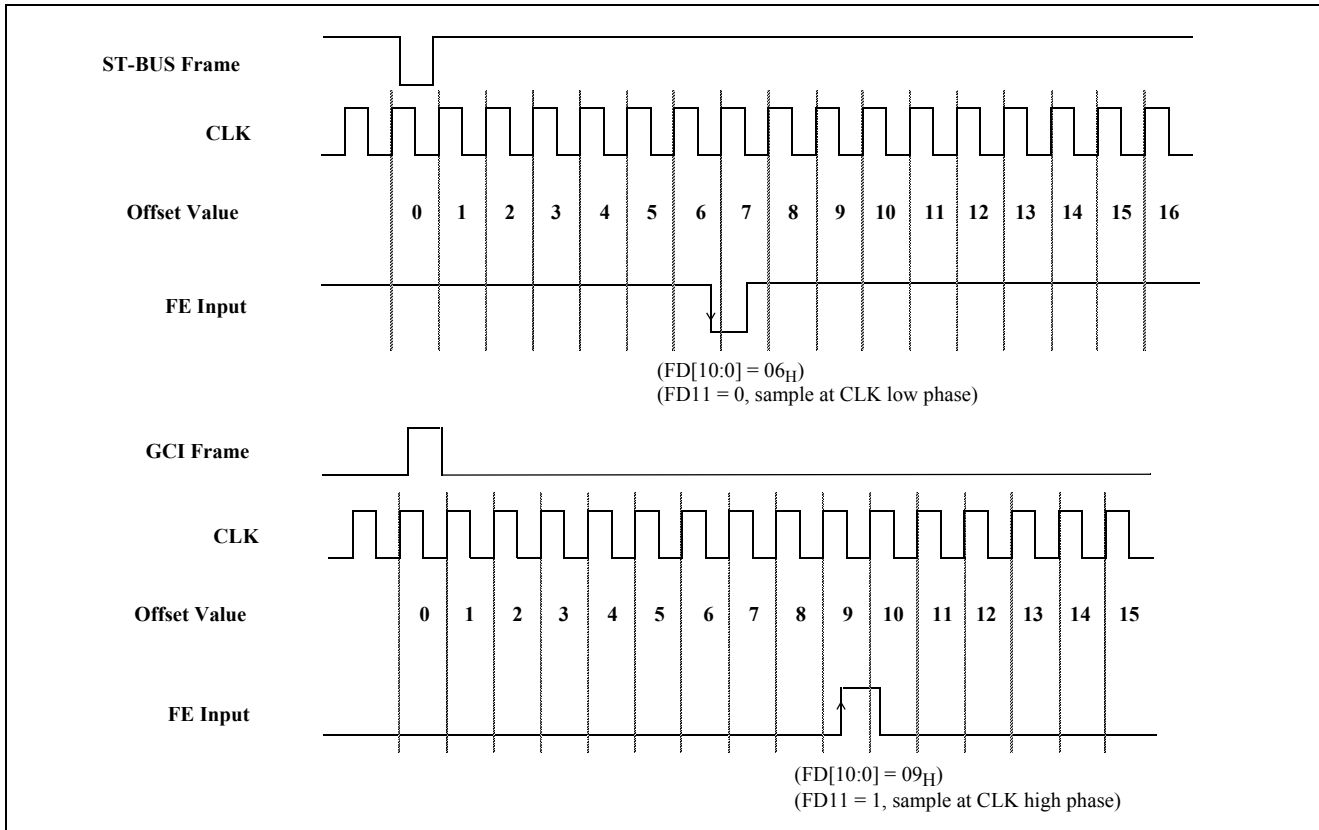 ST-BUS Frame
CLK
Offset Value
0 1 2 3 4 5 6 7 8 9 10 11 12 13 14 15 16
FE Input
(FD[10:0] = 06H)
(FD11 = 0, sample at CLK low phase)
GCI Frame
CLK
Offset Value
0 1 2 3 4 5 6 7 8 9 10 11 12 13 14 15
FE Input
(FD[10:0] = 09H)
(FD11 = 1, sample at CLK high phase)